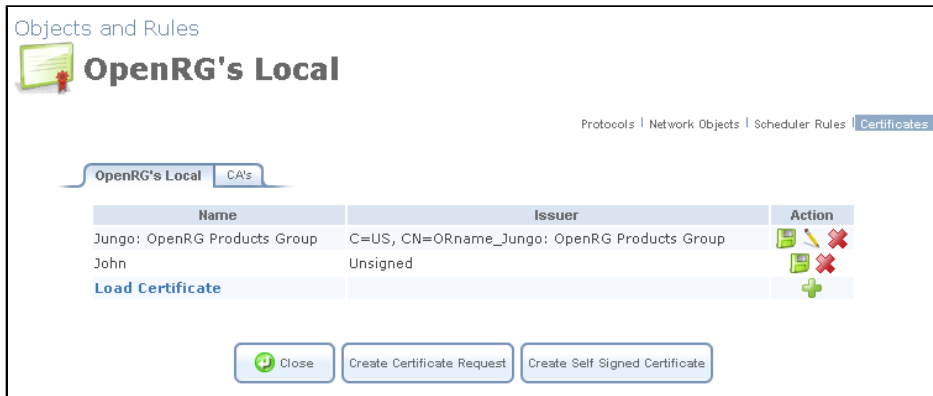 Objects and Rules
OpenRG's Local
Protocols | Network Objects | Scheduler Rules | Certificates
OpenRG's Local CA's
Name Issuer Action
Jungo: OpenRG Products Group C=US, CN=ORname_Jungo: OpenRG Products Group
John Unsigned
Load Certificate
Close Create Certificate Request Create Self Signed Certificate